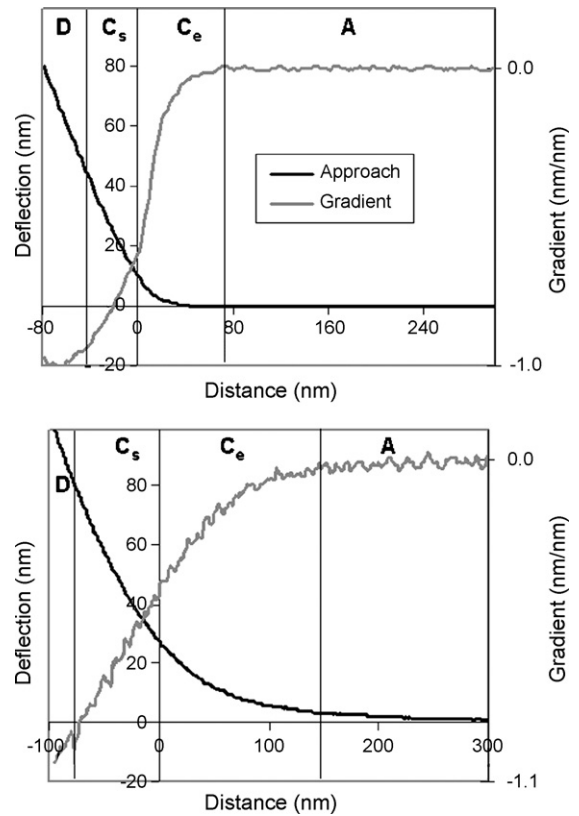 D Cs Ce A
80 0.0
60
40
20
0
-20 -1.0
-80 0 80 160 240
Deflection (nm)
Gradient (nm/nm)
Approach
Gradient
Distance (nm)
Cs Ce A
D
80 0.0
60
40
20
0
-20 -1.1
-100 0 100 200 300
Deflection (nm)
Gradient (nm/nm)
Distance (nm)